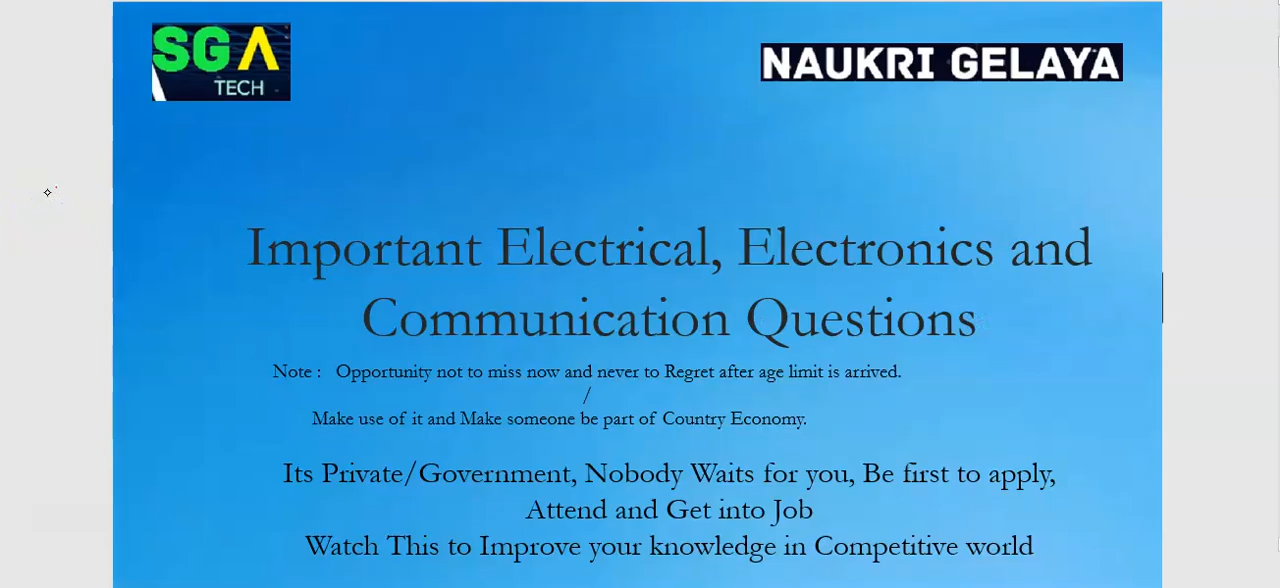 SGΛ
TECH
NAUKRI GELAYA
Important Electrical, Electronics and
Communication Questions
Note : Opportunity not to miss now and never to Regret after age limit is arrived.
/
Make use of it and Make someone be part of Country Economy.
Its Private/Government, Nobody Waits for you, Be first to apply,
Attend and Get into Job
Watch This to Improve your knowledge in Competitive world